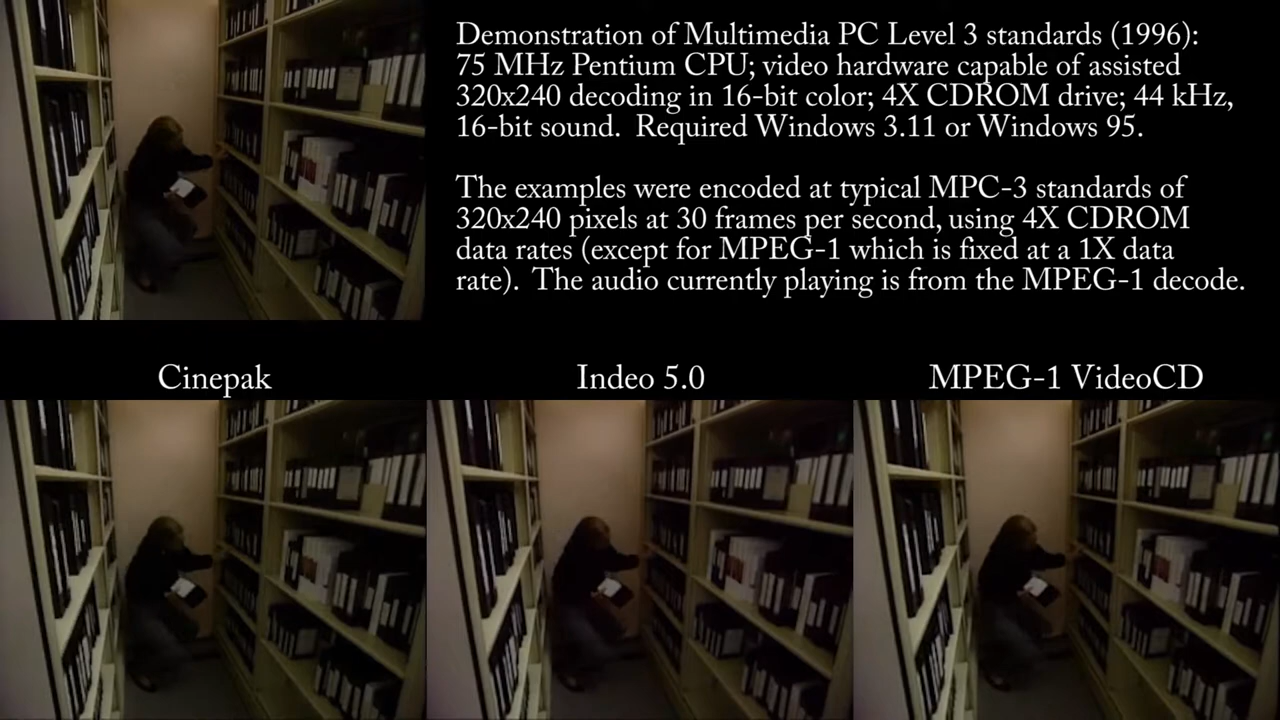 Demonstration of Multimedia PC Level 3 standards (1996):
75 MHz Pentium CPU; video hardware capable of assisted
320x240 decoding in 16-bit color; 4X CDROM drive; 44 kHz,
16-bit sound.  Required Windows 3.11 or Windows 95.
The examples were encoded at typical MPC-3 standards of
320x240 pixels at 30 frames per second, using 4X CDROM
data rates (except for MPEG-1 which is fixed at a 1X data
rate).  The audio currently playing is from the MPEG-1 decode.
Cinepak
Indeo 5.0
MPEG-1 VideoCD